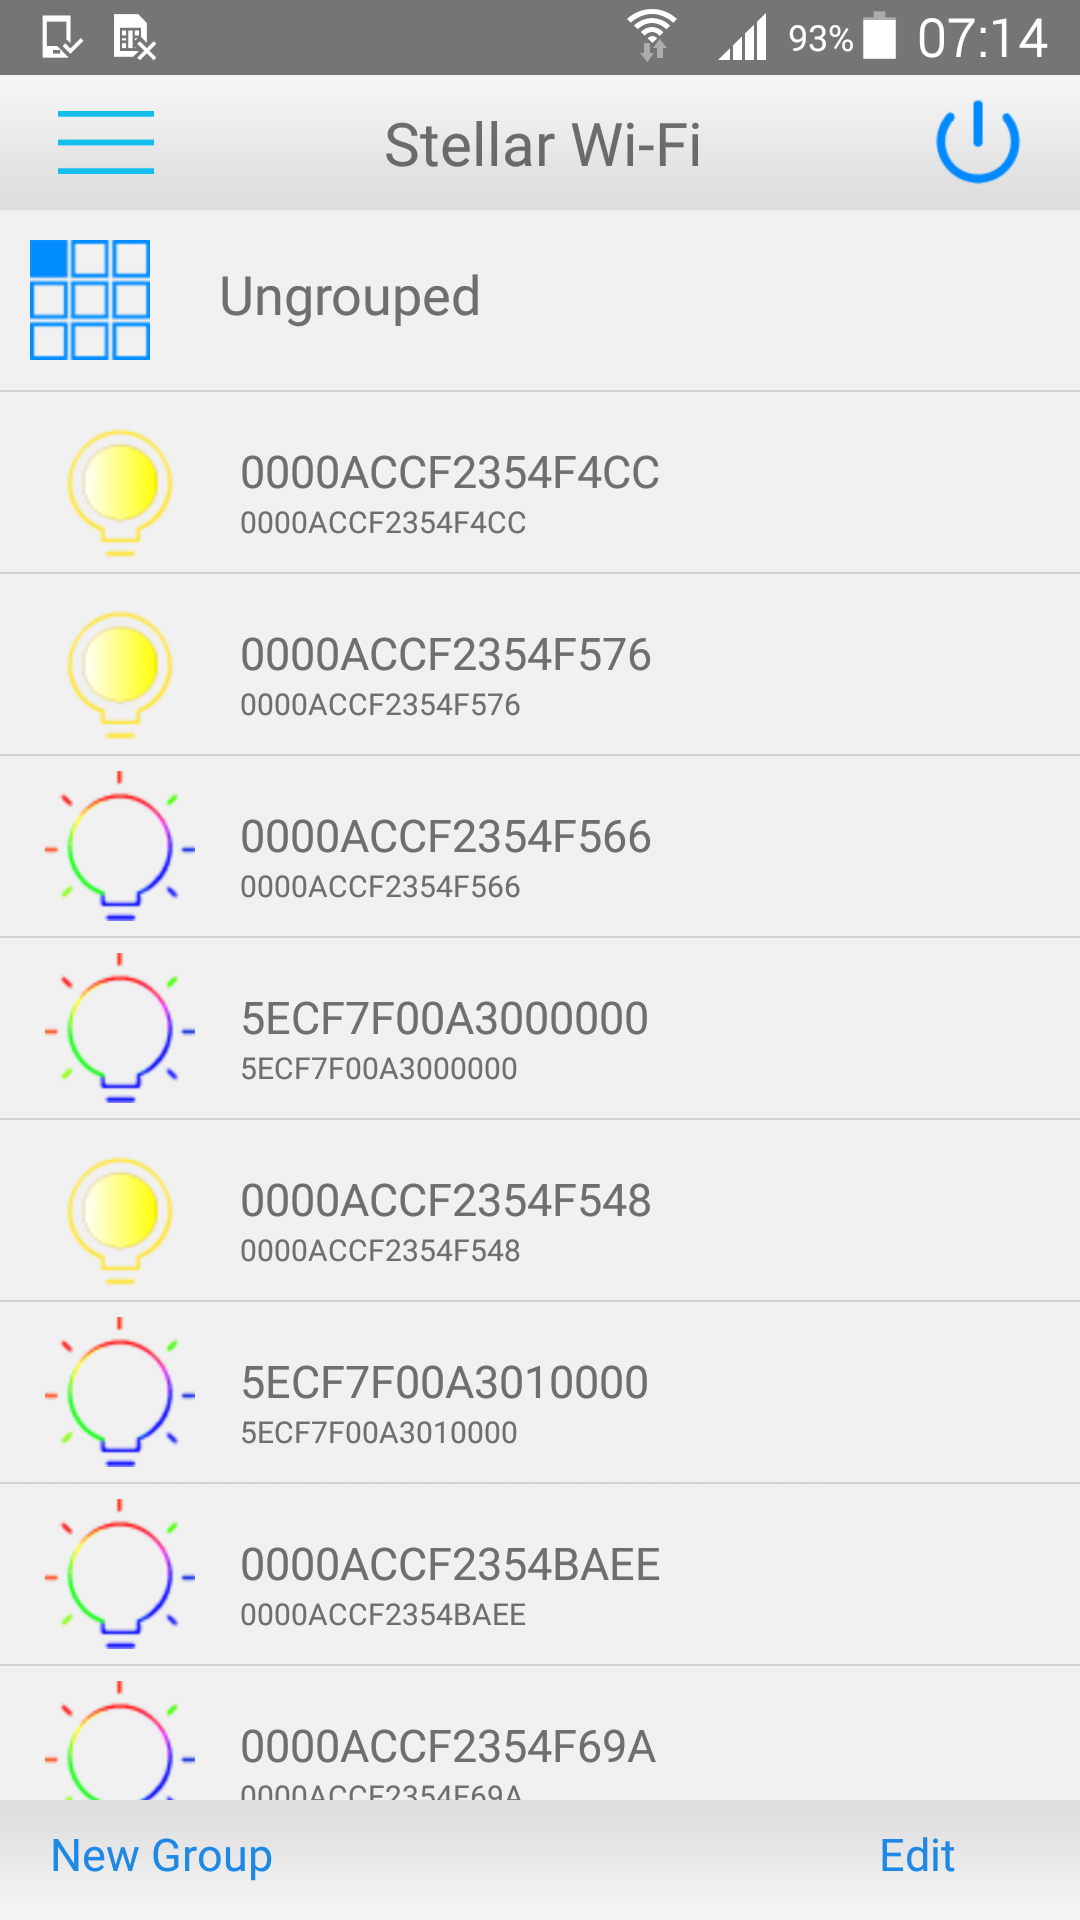 93% 07:14
Stellar Wi-Fi
Ungrouped
0000ACCF2354F4CC
0000ACCF2354F4CC
0000ACCF2354F576
0000ACCF2354F576
0000ACCF2354F566
0000ACCF2354F566
5ECF7F00A3000000
5ECF7F00A3000000
0000ACCF2354F548
0000ACCF2354F548
5ECF7F00A3010000
5ECF7F00A3010000
0000ACCF2354BAEE
0000ACCF2354BAEE
0000ACCF2354F69A
0000ACCF2354F69A
New Group Edit